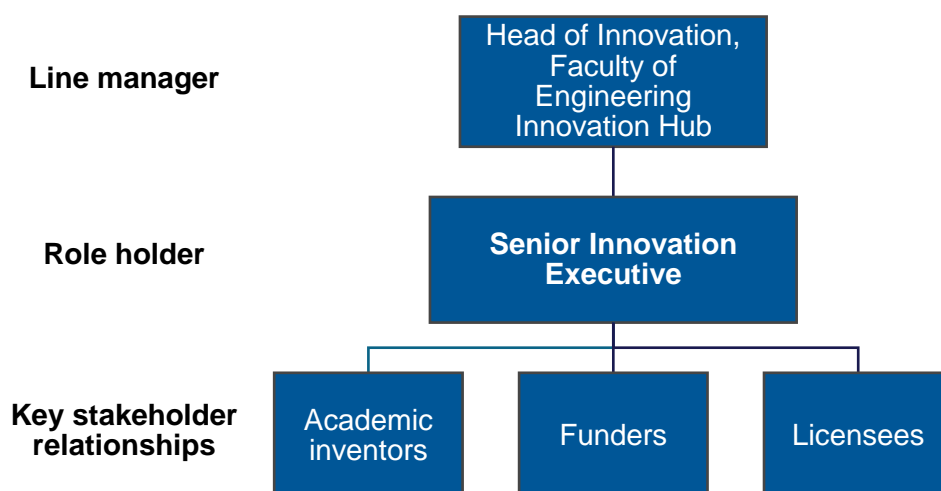 Line manager
Head of Innovation,
Faculty of
Engineering
Innovation Hub
Role holder
Senior Innovation
Executive
Key stakeholder
relationships
Academic
inventors
Funders
Licensees